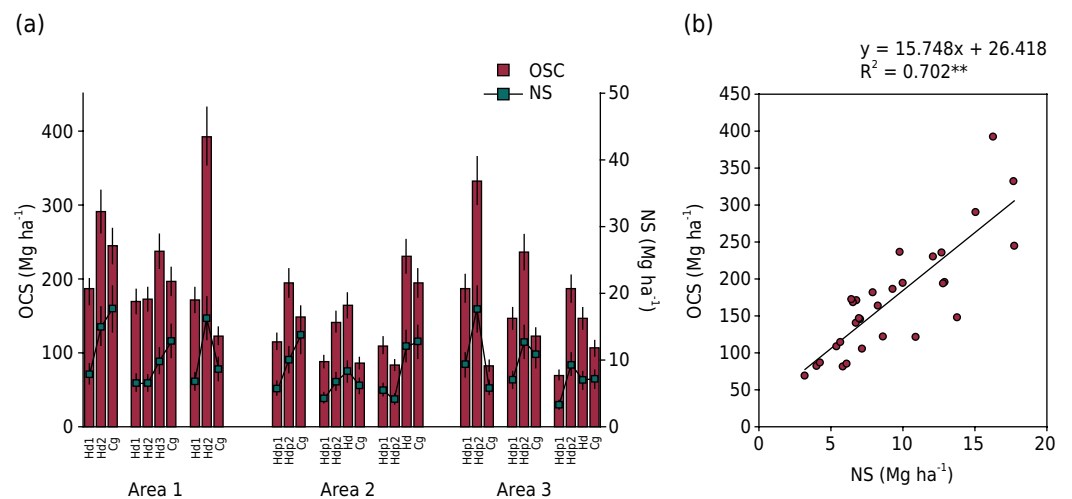 (a)
OSC
NS
OCS (Mg ha⁻¹)
400
300
200
100
0
NS (Mg ha⁻¹)
50
40
30
20
10
0
Hd1 Hd2 Cg Hd1 Hd2 Hd3 Cg Hd1 Hd2 Cg Hdp1 Hdp2 Cg Hdp1 Hdp2 Hd Cg Hdp1 Hdp2 Hd Cg Hdp1 Hdp2 Cg Hdp1 Hdp2 Cg Hdp1 Hdp2 Hd Cg
Area 1 Area 2 Area 3
(b)
y = 15.748x + 26.418
R² = 0.702**
OCS (Mg ha⁻¹)
450
400
350
300
250
200
150
100
50
0
0 5 10 15 20
NS (Mg ha⁻¹)